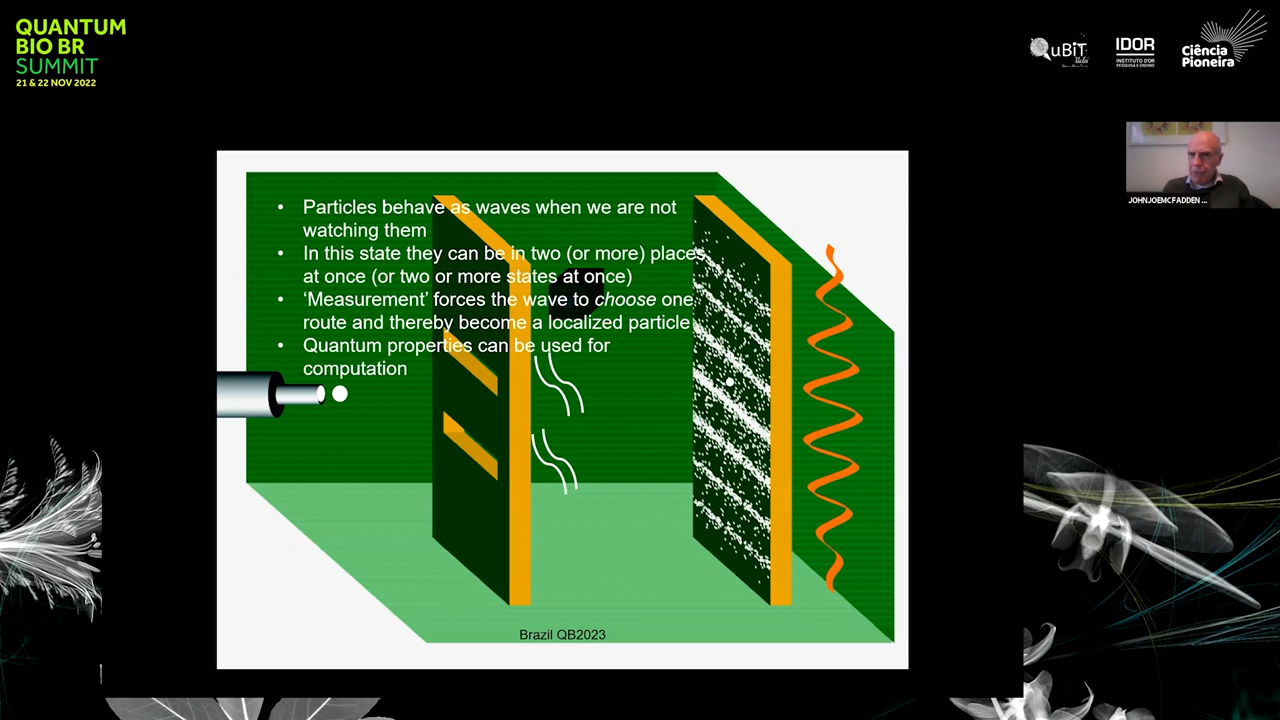 QUANTUM
BIO BR
SUMMIT
21 & 22 NOV 2022
QuBiT
IDOR
INSTITUTO D'OR
PESQUISA E ENSINO
Ciência
Pioneira
JOHNJOEMCFADDEN ...
• Particles behave as waves when we are not
watching them
• In this state they can be in two (or more) places
at once (or two or more states at once)
• ‘Measurement’ forces the wave to choose one
route and thereby become a localized particle
• Quantum properties can be used for
computation
Brazil QB2023